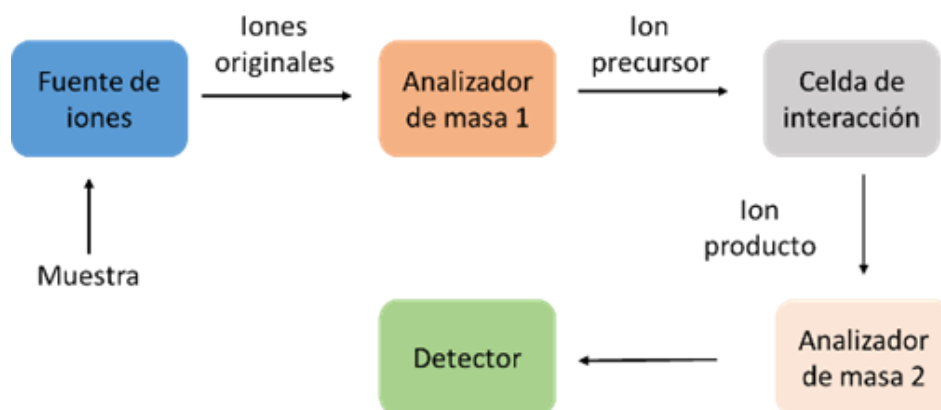 Iones
originales
Ion
precursor
Fuente de
iones
Analizador
de masa 1
Celda de
interacción
Ion
producto
Muestra
Detector
Analizador
de masa 2